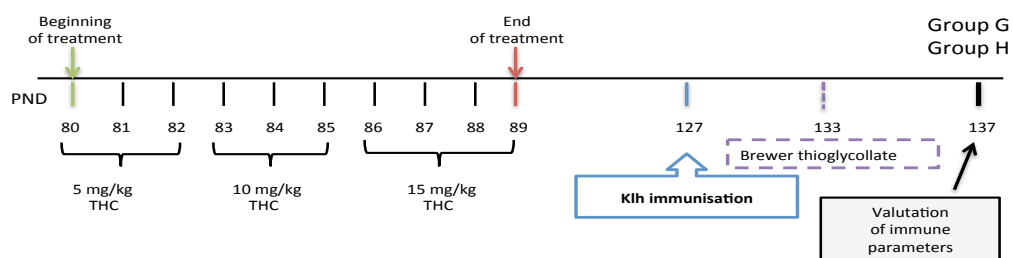 Beginning
of treatment
End
of treatment
Group G
Group H
PND
80 81 82 83 84 85 86 87 88 89 127 133 137
Brewer thioglycollate
5 mg/kg
THC
10 mg/kg
THC
15 mg/kg
THC
Klh immunisation
Valutation
of immune
parameters